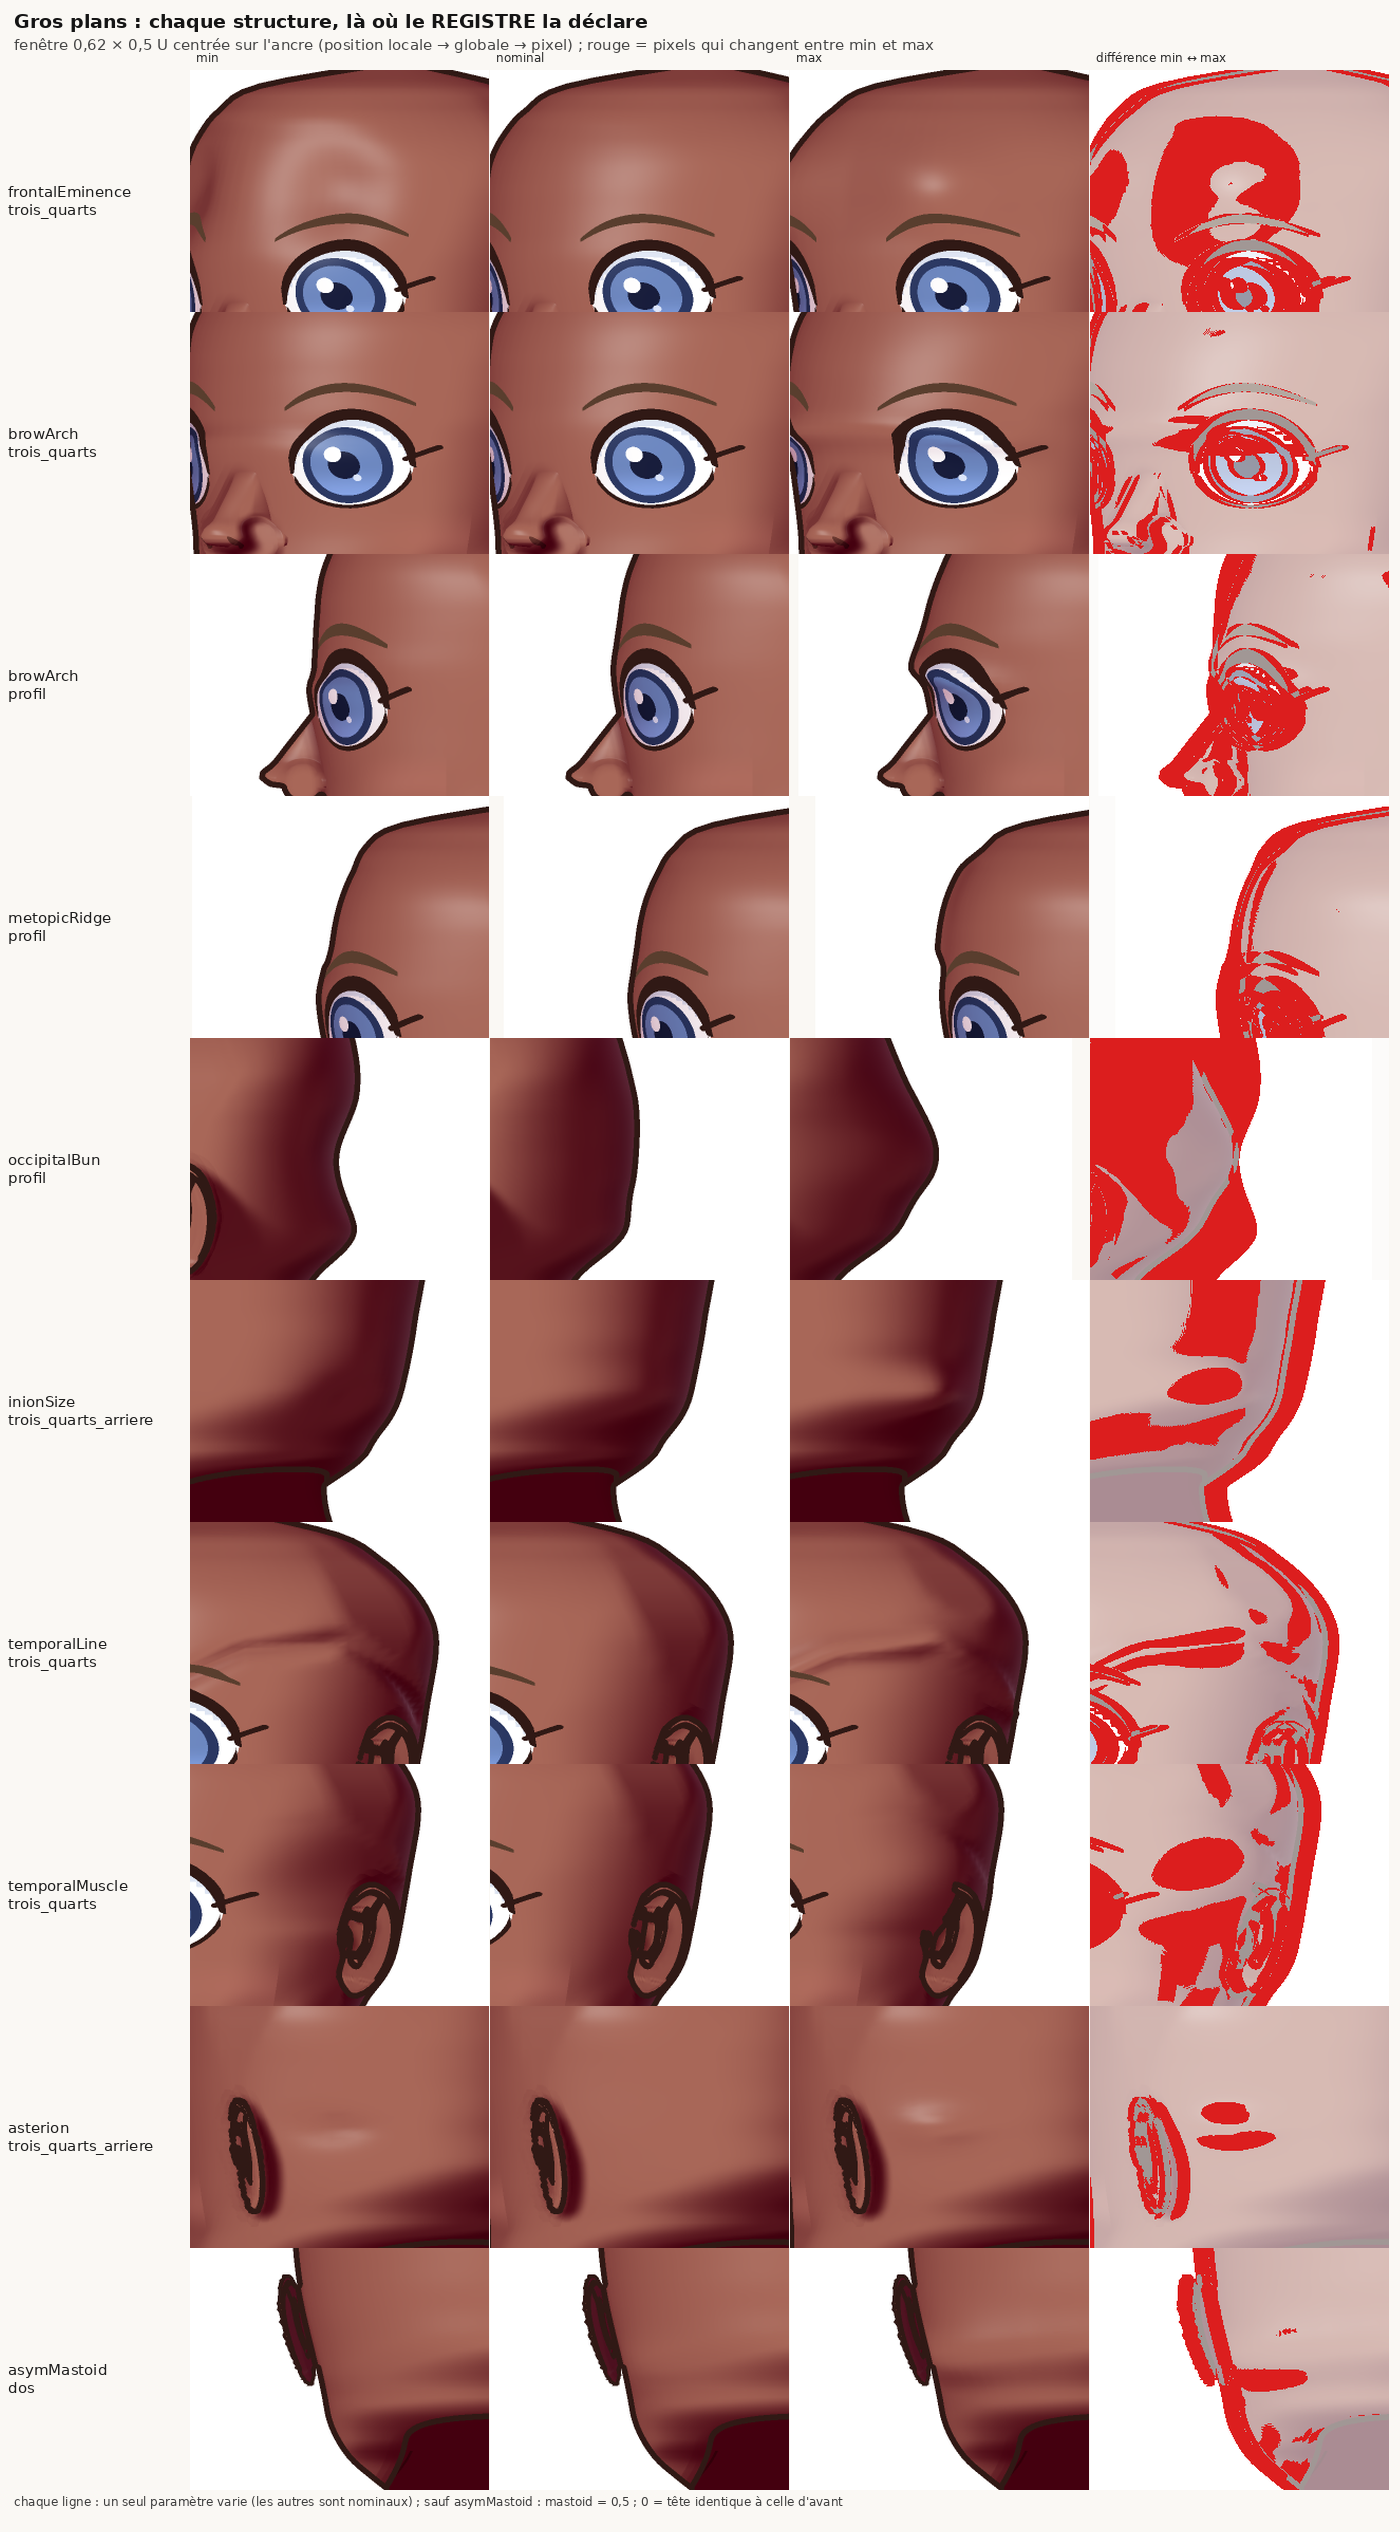 Gros plans : chaque structure, là où le REGISTRE la déclare
fenêtre 0,62 × 0,5 U centrée sur l'ancre (position locale → globale → pixel) ; rouge = pixels qui changent entre min et max
min nominal max différence min ↔ max
frontalEminence
trois_quarts
browArch
trois_quarts
browArch
profil
metopicRidge
profil
occipitalBun
profil
inionSize
trois_quarts_arriere
temporalLine
trois_quarts
temporalMuscle
trois_quarts
asterion
trois_quarts_arriere
asymMastoid
dos
chaque ligne : un seul paramètre varie (les autres sont nominaux) ; sauf asymMastoid : mastoid = 0,5 ; 0 = tête identique à celle d'avant